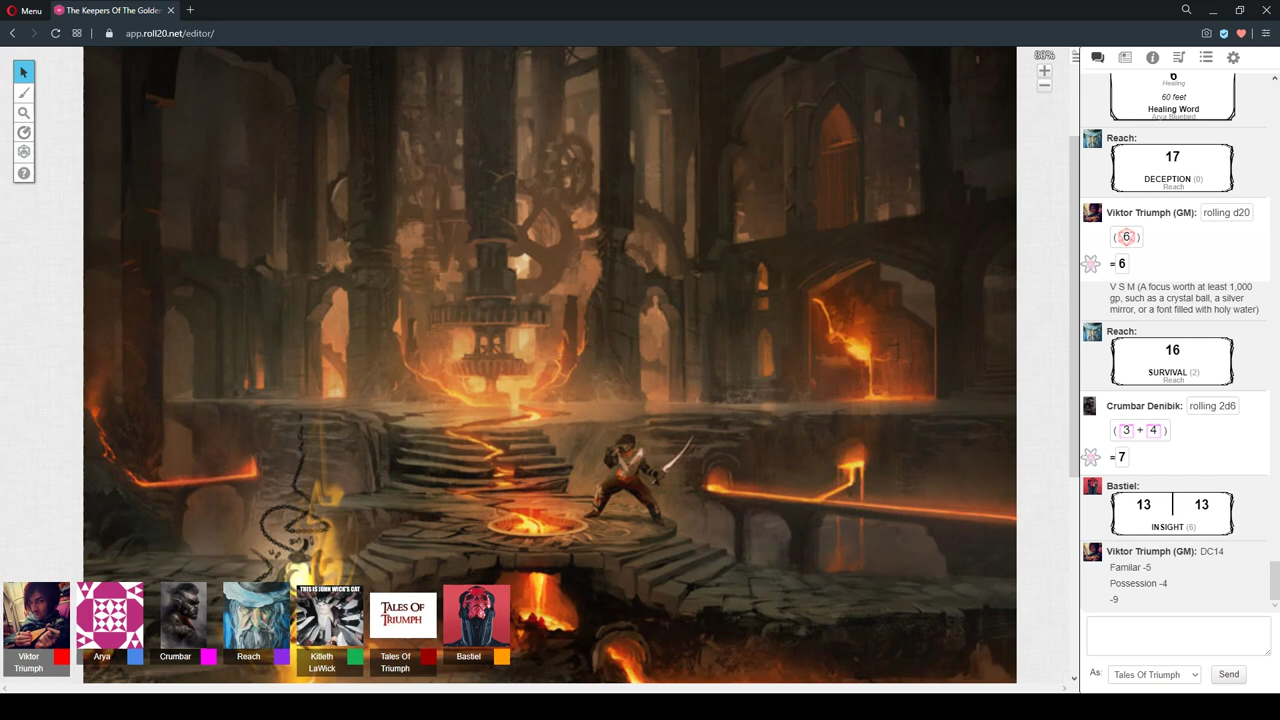 Menu
The Keepers Of The Golden
app.roll20.net/editor/
80%
6
Healing
60 feet
Healing Word
Arya Bluebird
Reach:
17
DECEPTION (0)
Reach
Viktor Triumph (GM): rolling d20
( 6 )
= 6
V S M (A focus worth at least 1,000
gp, such as a crystal ball, a silver
mirror, or a font filled with holy water)
Reach:
16
SURVIVAL (2)
Reach
Crumbar Denibik: rolling 2d6
( 3 + 4 )
= 7
Bastiel:
13 13
INSIGHT (6)
Viktor Triumph (GM): DC14
Familar -5
Possession -4
-9
As: Tales Of Triumph Send
THIS IS JOHN WICK'S CAT
TALES OF
TRIUMPH
Viktor
Triumph
Arya
Crumbar
Reach
Kitleth
LaWick
Tales Of
Triumph
Bastiel